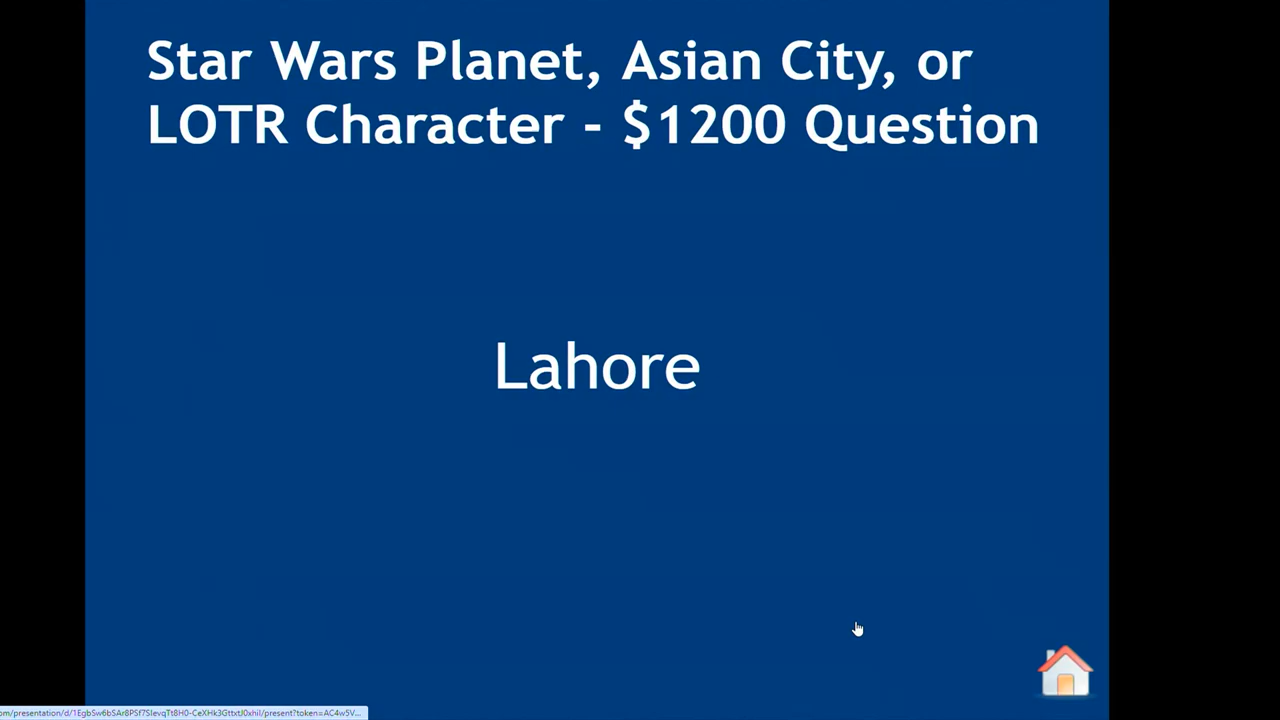 Star Wars Planet, Asian City, or
LOTR Character - $1200 Question
Lahore